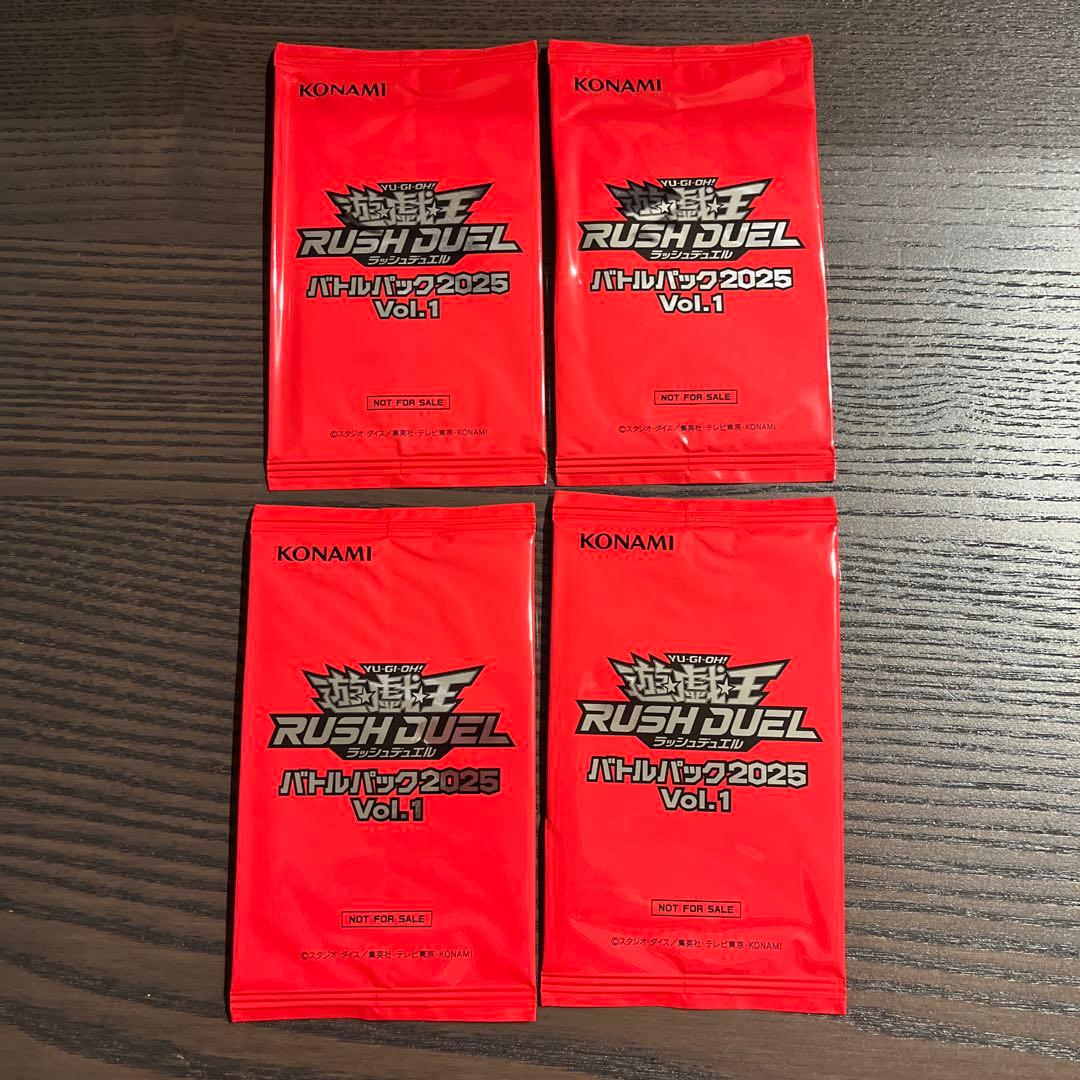 KONAMI
YU-GI-OH!
遊☆戯☆王
RUSH DUEL
ラッシュデュエル
バトルパック2025
Vol.1
NOT FOR SALE
©スタジオ・ダイス/集英社・テレビ東京・KONAMI
KONAMI
YU-GI-OH!
遊☆戯☆王
RUSH DUEL
ラッシュデュエル
バトルパック2025
Vol.1
NOT FOR SALE
©スタジオ・ダイス/集英社・テレビ東京・KONAMI
KONAMI
YU-GI-OH!
遊☆戯☆王
RUSH DUEL
ラッシュデュエル
バトルパック2025
Vol.1
NOT FOR SALE
©スタジオ・ダイス/集英社・テレビ東京・KONAMI
KONAMI
YU-GI-OH!
遊☆戯☆王
RUSH DUEL
ラッシュデュエル
バトルパック2025
Vol.1
NOT FOR SALE
©スタジオ・ダイス/集英社・テレビ東京・KONAMI